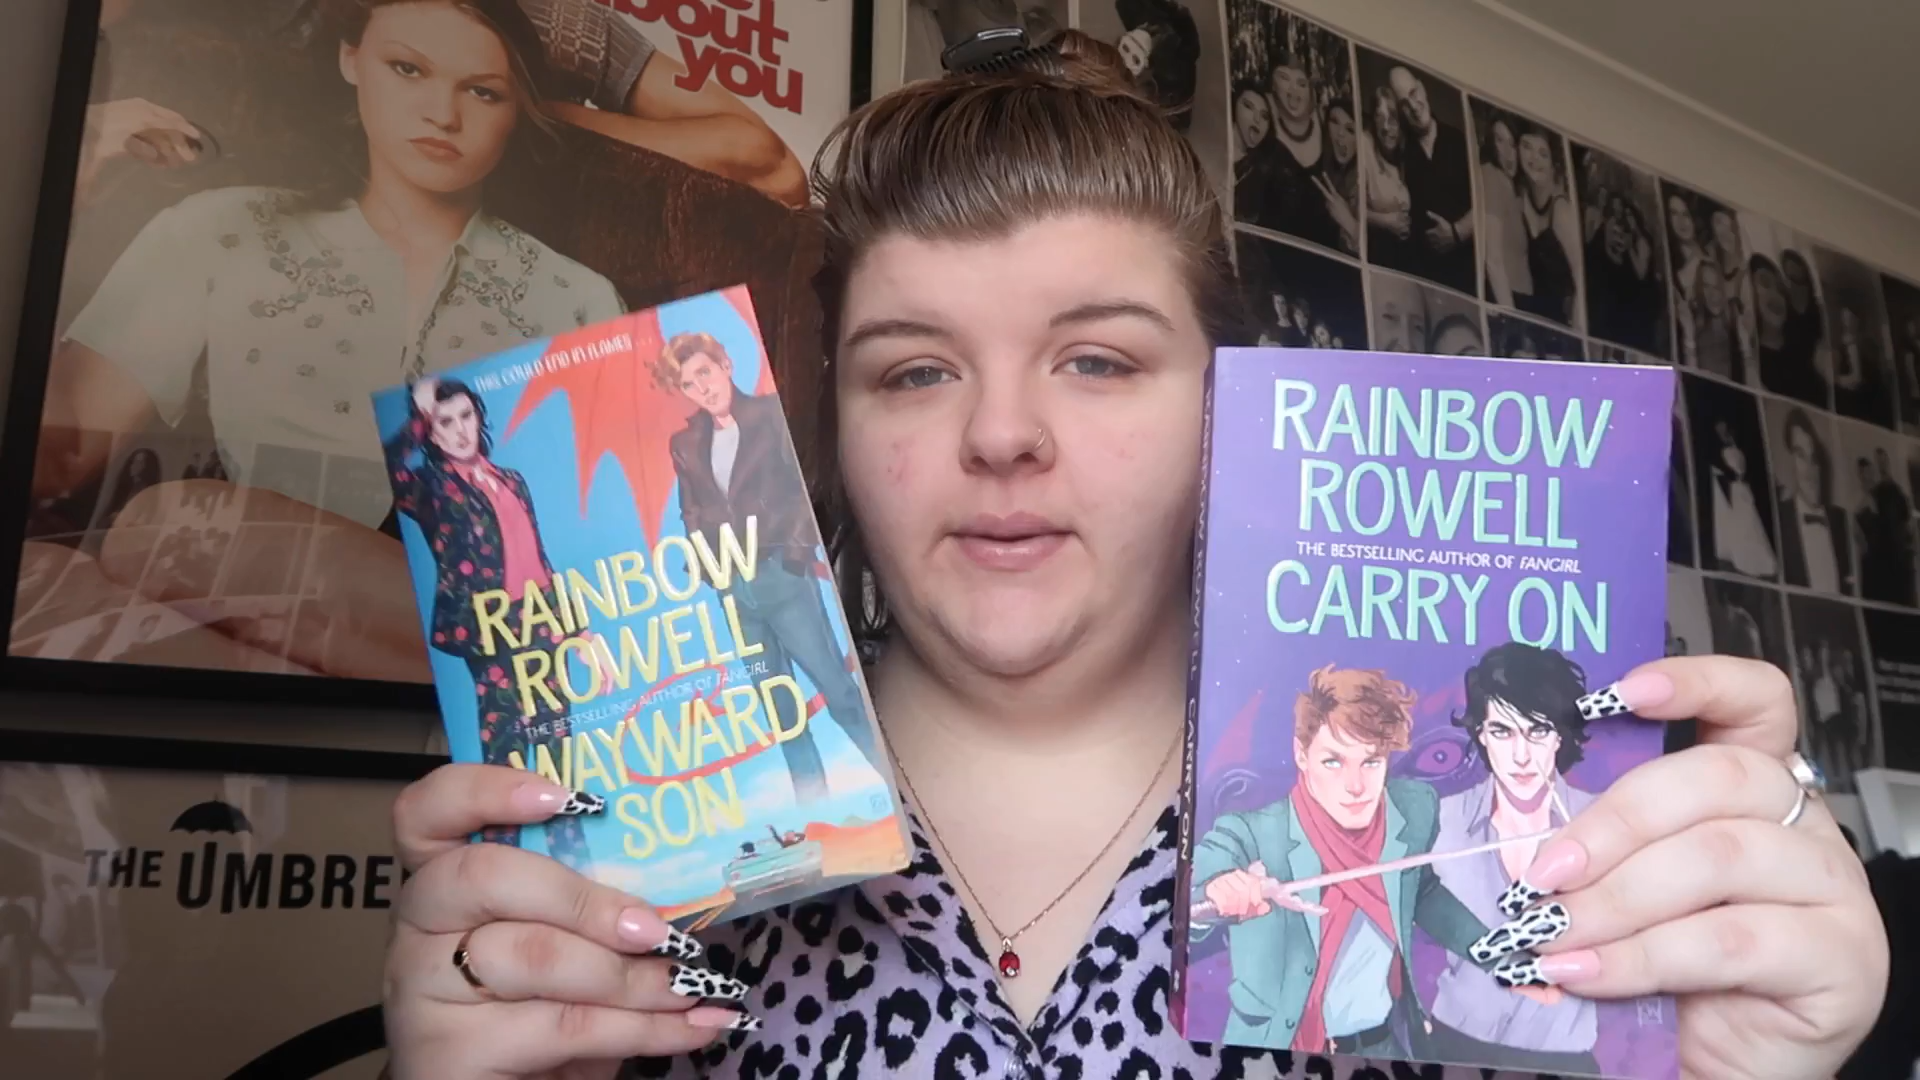 about
you
THIS COULD END IN FLAMES...
RAINBOW
ROWELL
THE BESTSELLING AUTHOR OF FANGIRL
WAYWARD
SON
RAINBOW
ROWELL
THE BESTSELLING AUTHOR OF FANGIRL
CARRY ON
RAINBOW ROWELL CARRY ON
THE UMBRE